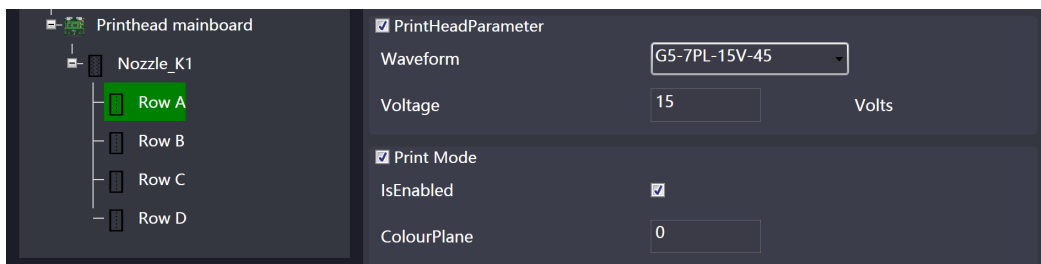 Printhead mainboard
Nozzle_K1
Row A
Row B
Row C
Row D
PrintHeadParameter
Waveform G5-7PL-15V-45
Voltage 15 Volts
Print Mode
IsEnabled
ColourPlane 0